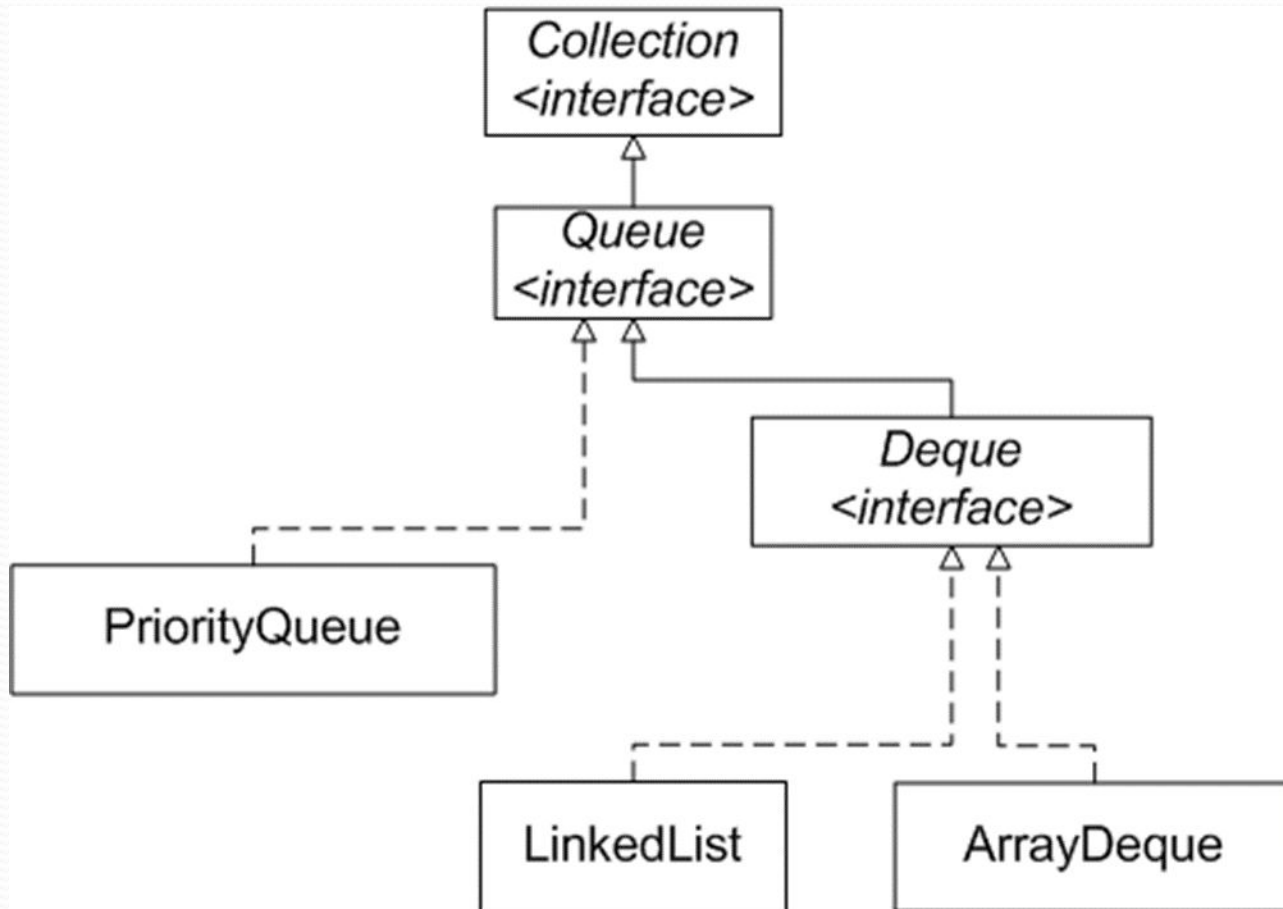 Collection
<interface>
Queue
<interface>
Deque
<interface>
PriorityQueue
LinkedList
ArrayDeque